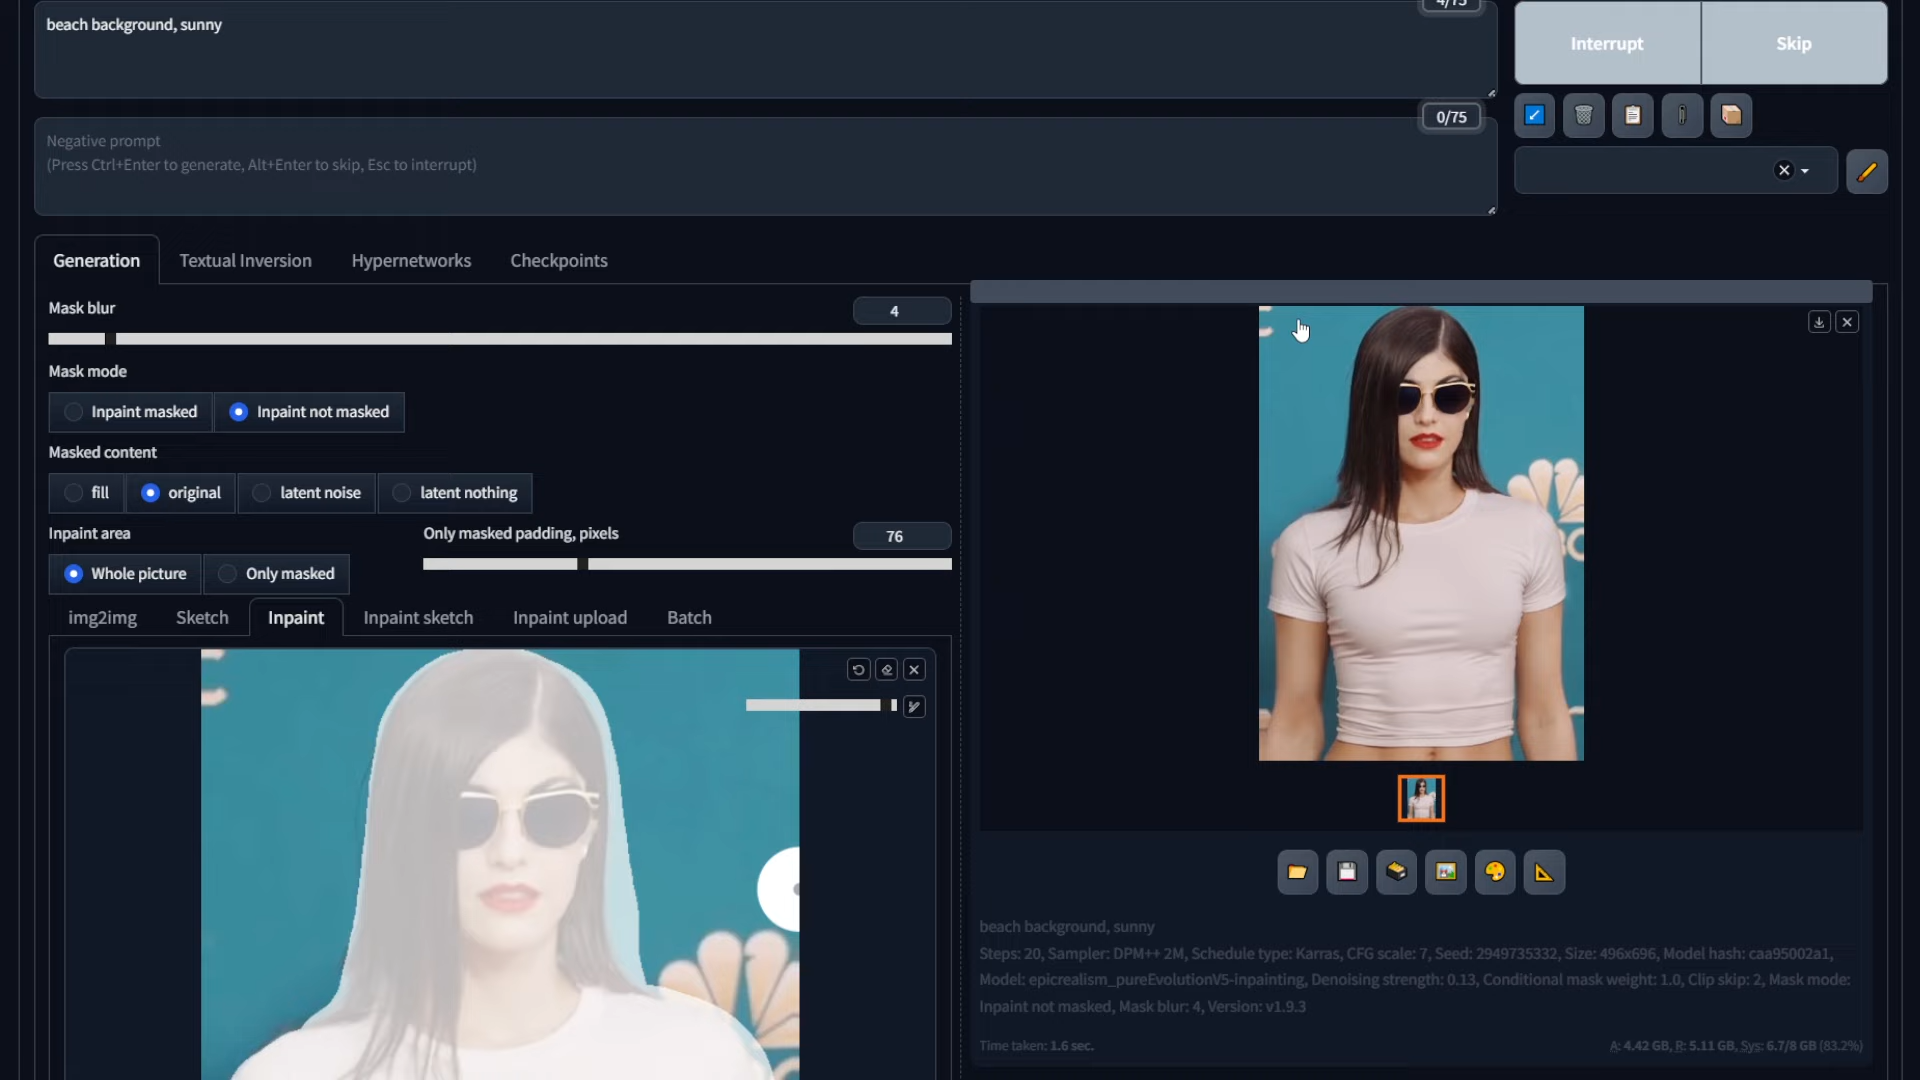 beach background, sunny
4/75
Interrupt
Skip
0/75
Negative prompt
(Press Ctrl+Enter to generate, Alt+Enter to skip, Esc to interrupt)
Generation
Textual Inversion
Hypernetworks
Checkpoints
Mask blur
4
Mask mode
Inpaint masked
Inpaint not masked
Masked content
fill
original
latent noise
latent nothing
Inpaint area
Only masked padding, pixels
76
Whole picture
Only masked
img2img
Sketch
Inpaint
Inpaint sketch
Inpaint upload
Batch
beach background, sunny
Steps: 20, Sampler: DPM++ 2M, Schedule type: Karras, CFG scale: 7, Seed: 2949735332, Size: 496x696, Model hash: caa95002a1,
Model: epicrealism_pureEvolutionV5-inpainting, Denoising strength: 0.13, Conditional mask weight: 1.0, Clip skip: 2, Mask mode:
Inpaint not masked, Mask blur: 4, Version: v1.9.3
Time taken: 1.6 sec.
A: 4.42 GB, R: 5.11 GB, Sys: 6.7/8 GB (83.2%)